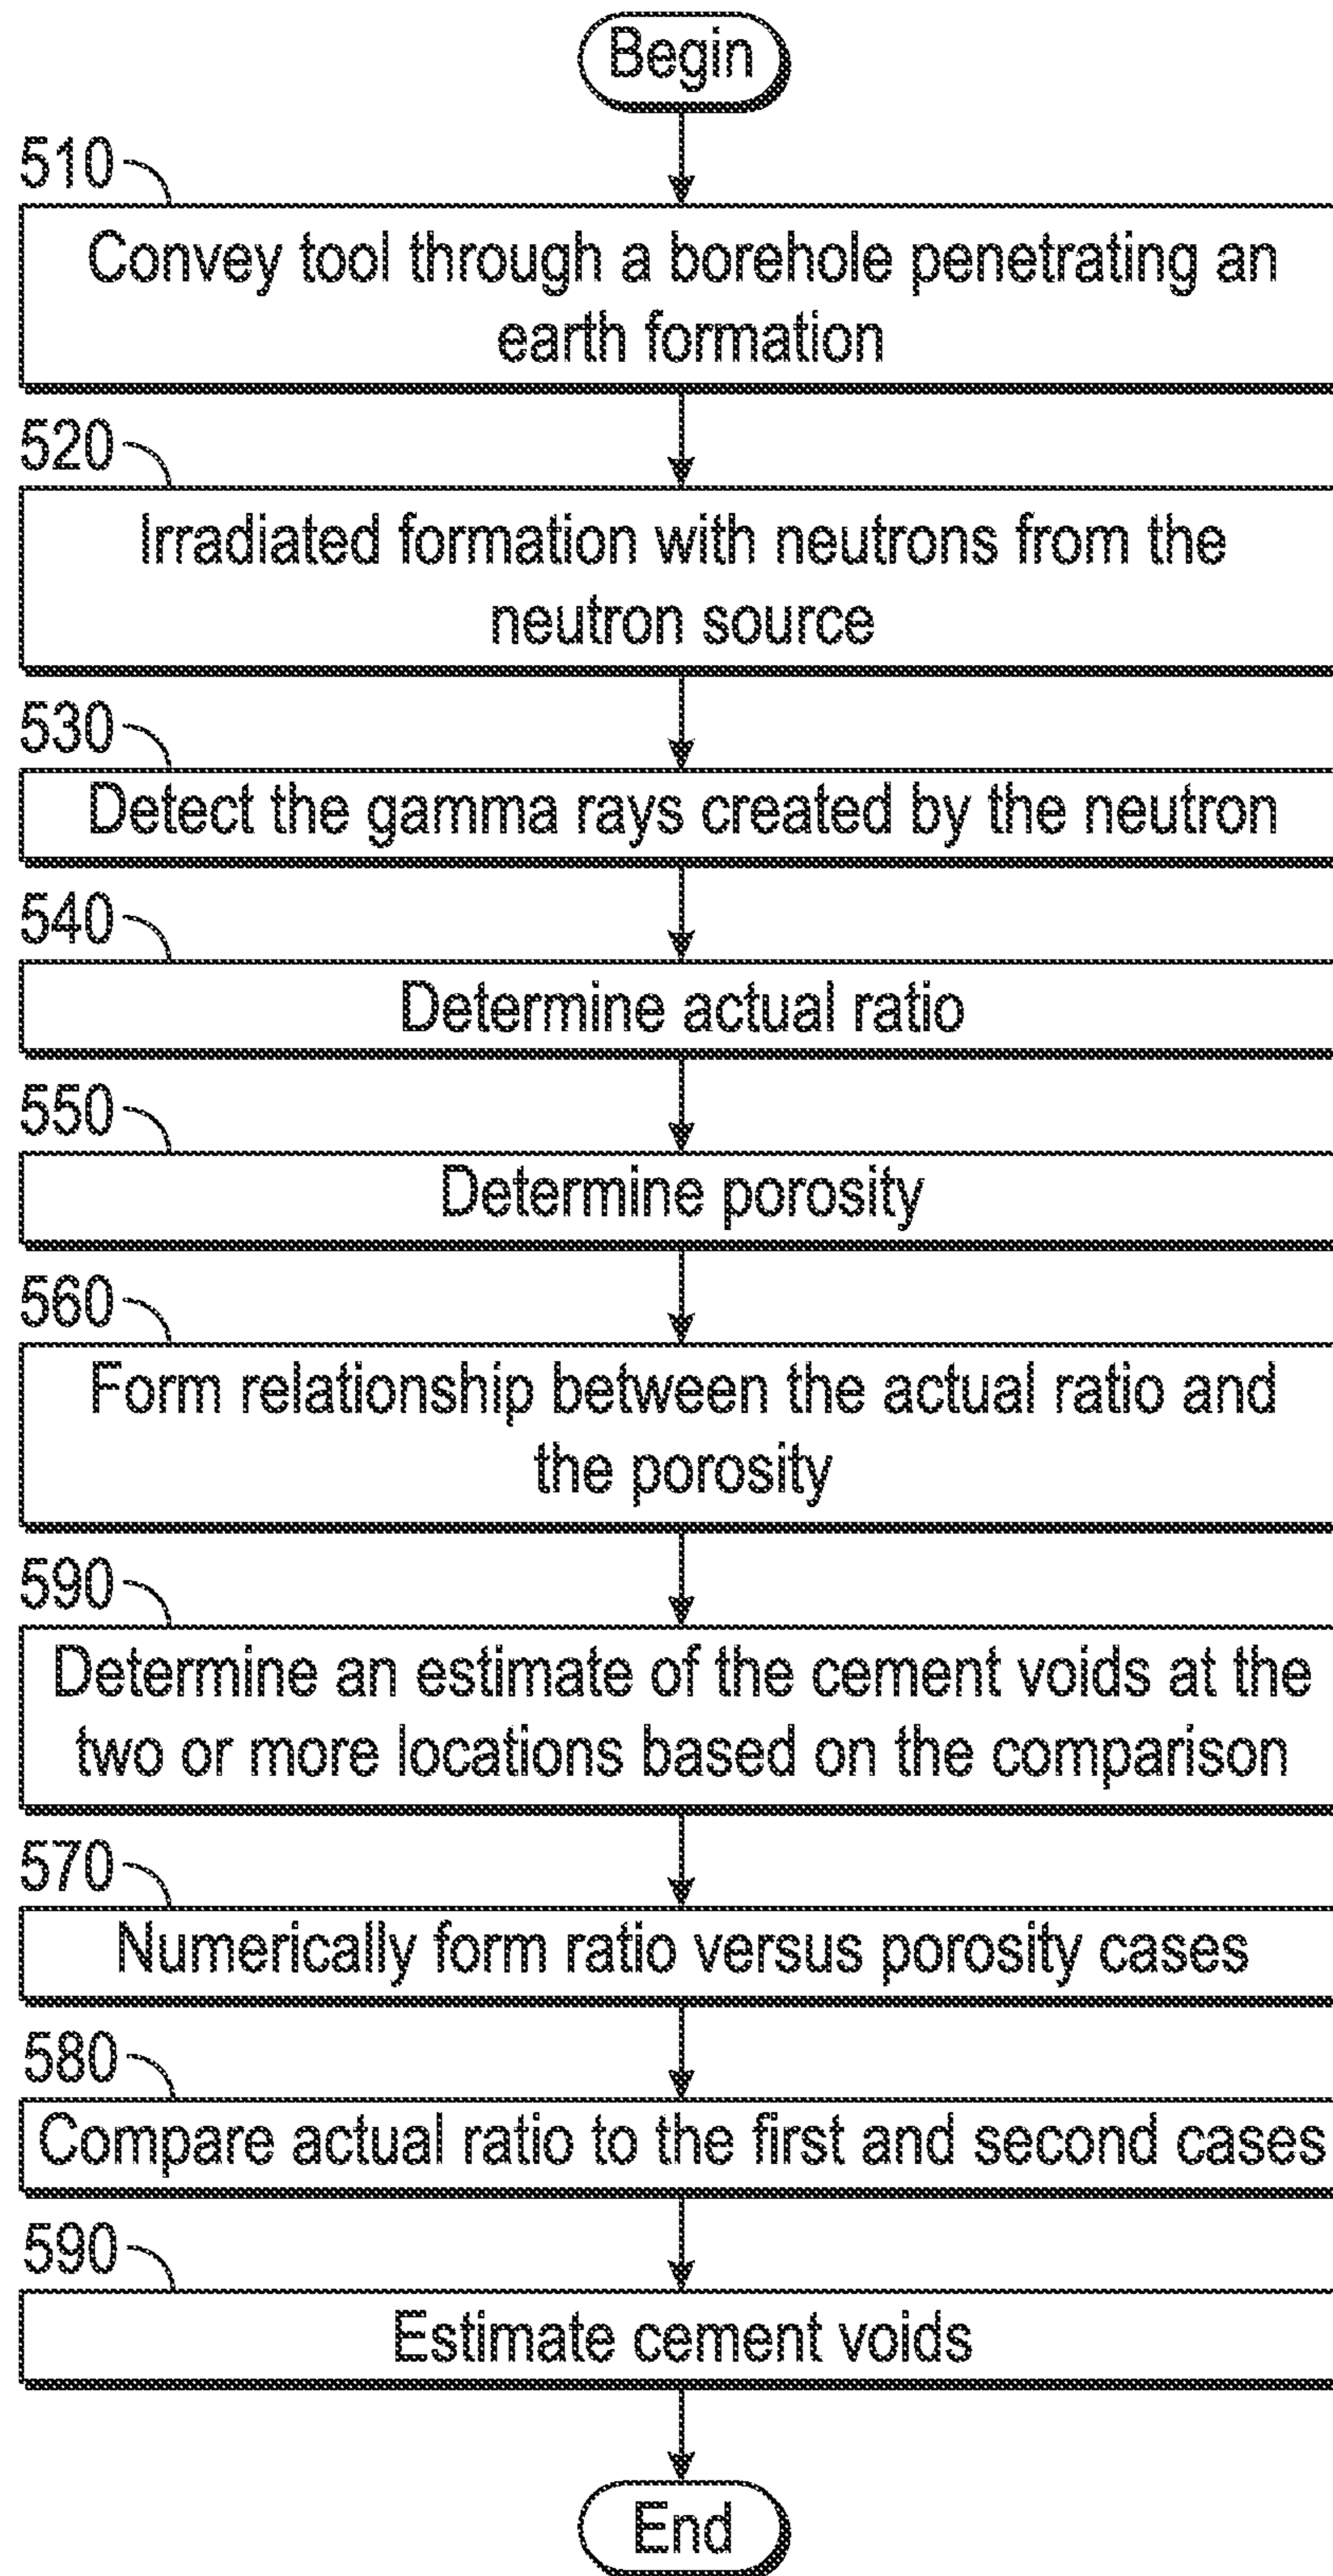 Begin
510
Convey tool through a borehole penetrating an
earth formation
520
Irradiated formation with neutrons from the
neutron source
530
Detect the gamma rays created by the neutron
540
Determine actual ratio
550
Determine porosity
560
Form relationship between the actual ratio and
the porosity
590
Determine an estimate of the cement voids at the
two or more locations based on the comparison
570
Numerically form ratio versus porosity cases
580
Compare actual ratio to the first and second cases
590
Estimate cement voids
End